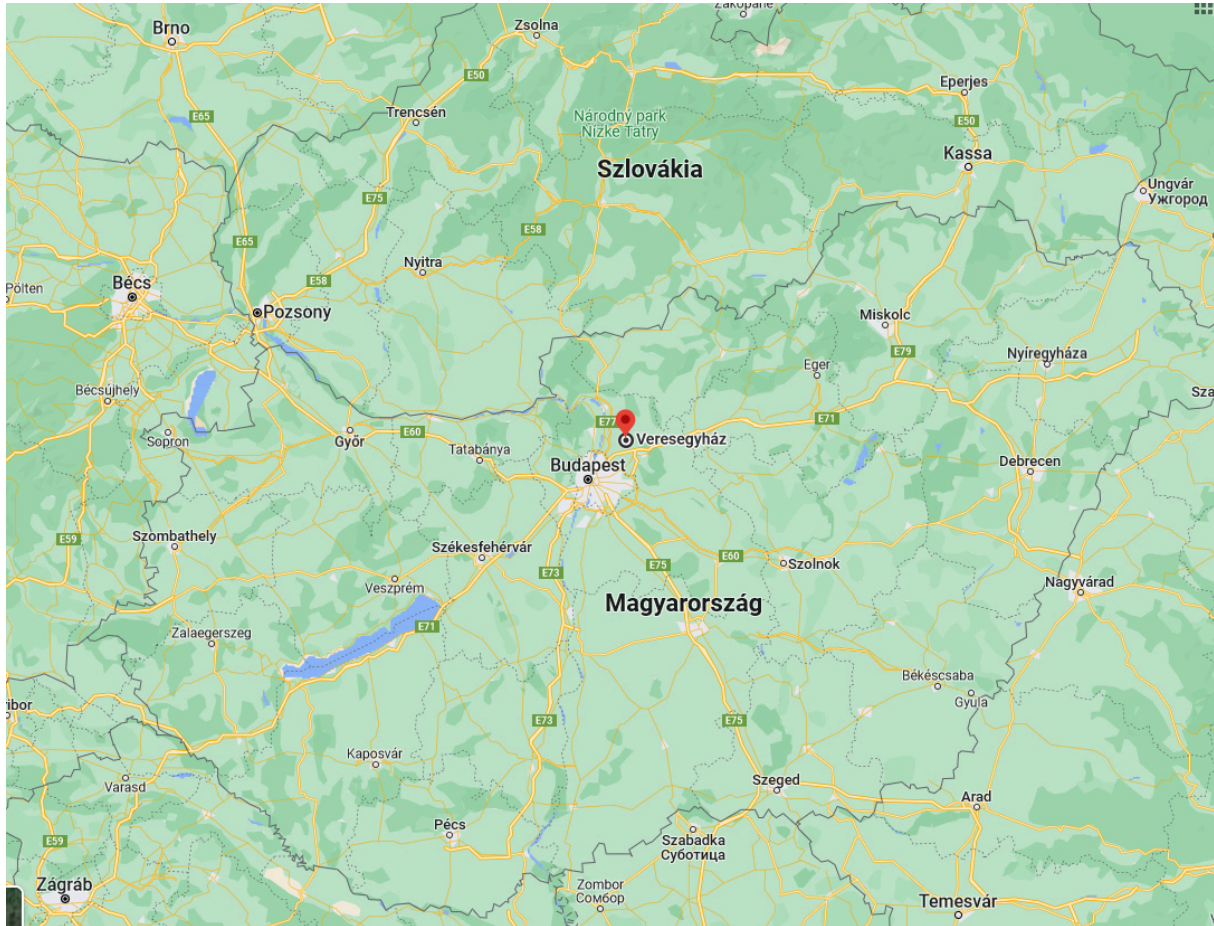 Zakopane
Zsolna
Brno
E50
Eperjes
E65
Trencsén
Národný park
Nízke Tatry
E50
Kassa
Szlovákia
E75
Ungvár
Ужгород
E65
E58
Nyitra
Pölten
Bécs
E58
Pozsony
Miskolc
E79
Nyíregyháza
Eger
Bécsújhely
Sza
E77
E71
Sopron
Győr
E60
Veresegyház
Tatabánya
Budapest
Debrecen
E59
Szombathely
Székesfehérvár
E60
E75
Szolnok
E73
Veszprém
Nagyvárad
Magyarország
E71
Zalaegerszeg
Békéscsaba
Gyula
ribor
E73
E75
Kaposvár
Varasd
Szeged
Arad
Pécs
E59
Szabadka
Суботица
Zágráb
Zombor
Сомбор
Temesvár